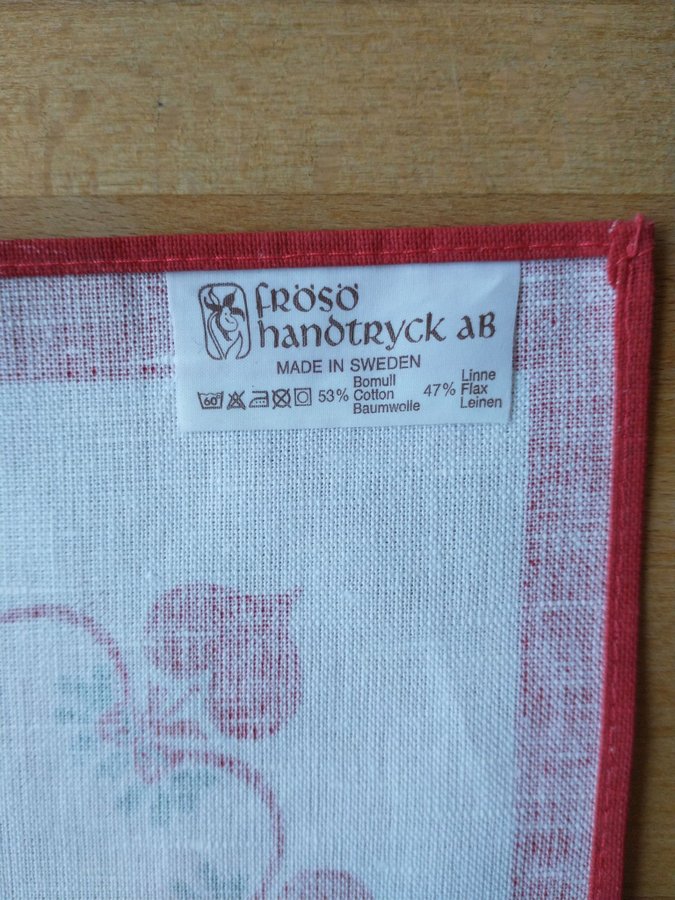 FRÖSÖ
handtryck AB
MADE IN SWEDEN
60° 53% Bomull Cotton Baumwolle 47% Linne Flax Leinen